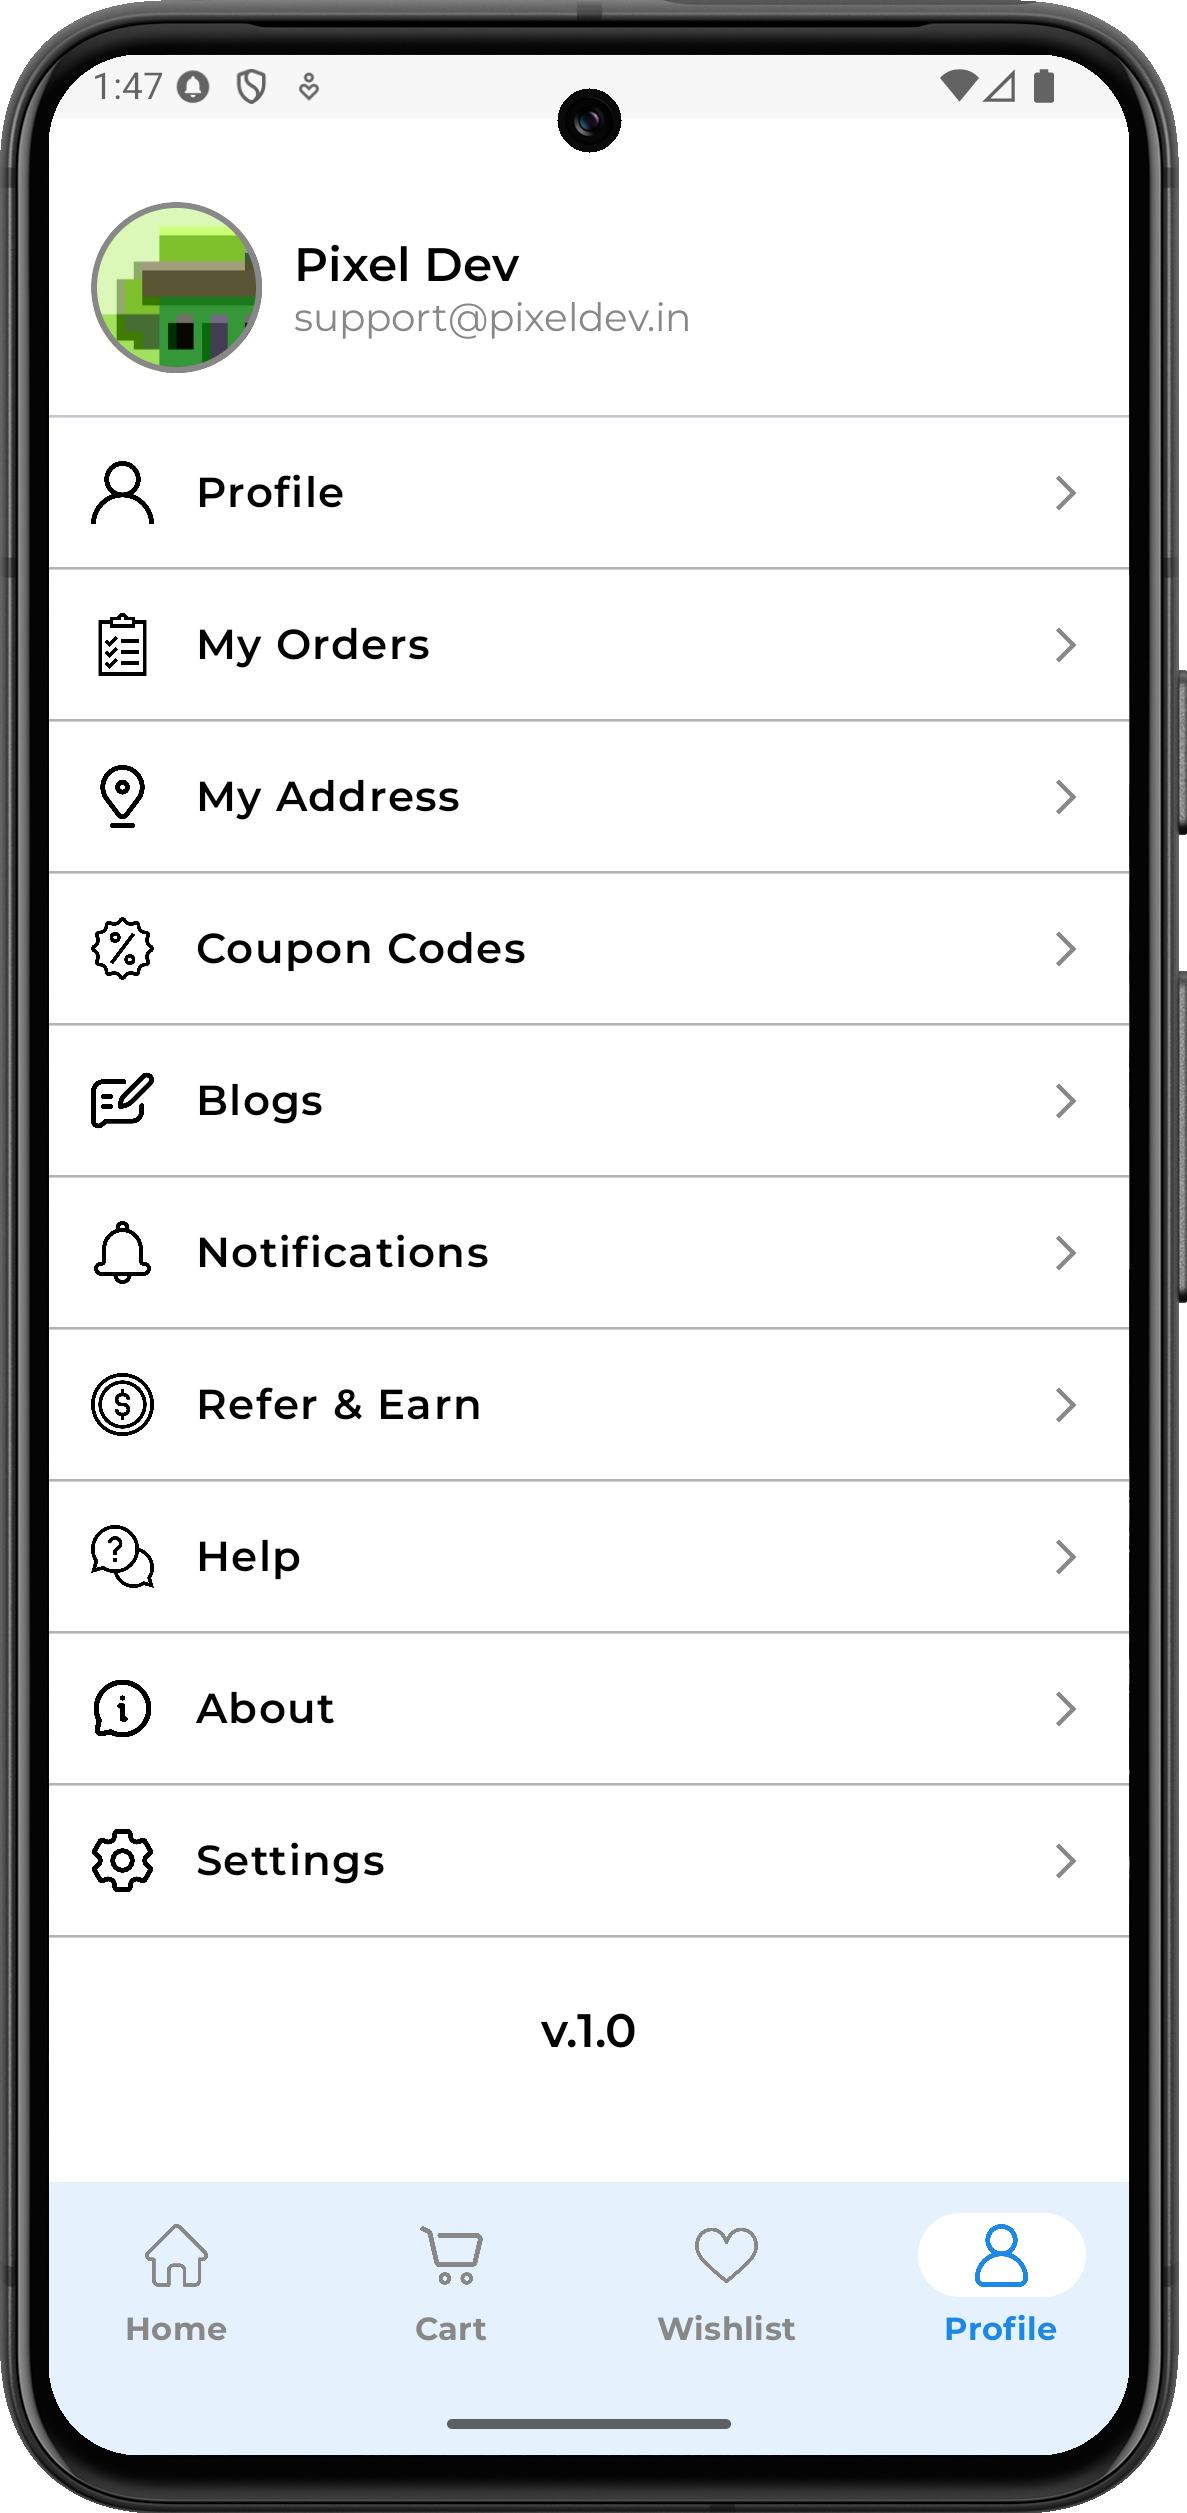 1:47
Pixel Dev
support@pixeldev.in
Profile
My Orders
My Address
Coupon Codes
Blogs
Notifications
Refer & Earn
Help
About
Settings
v.1.0
Home Cart Wishlist Profile